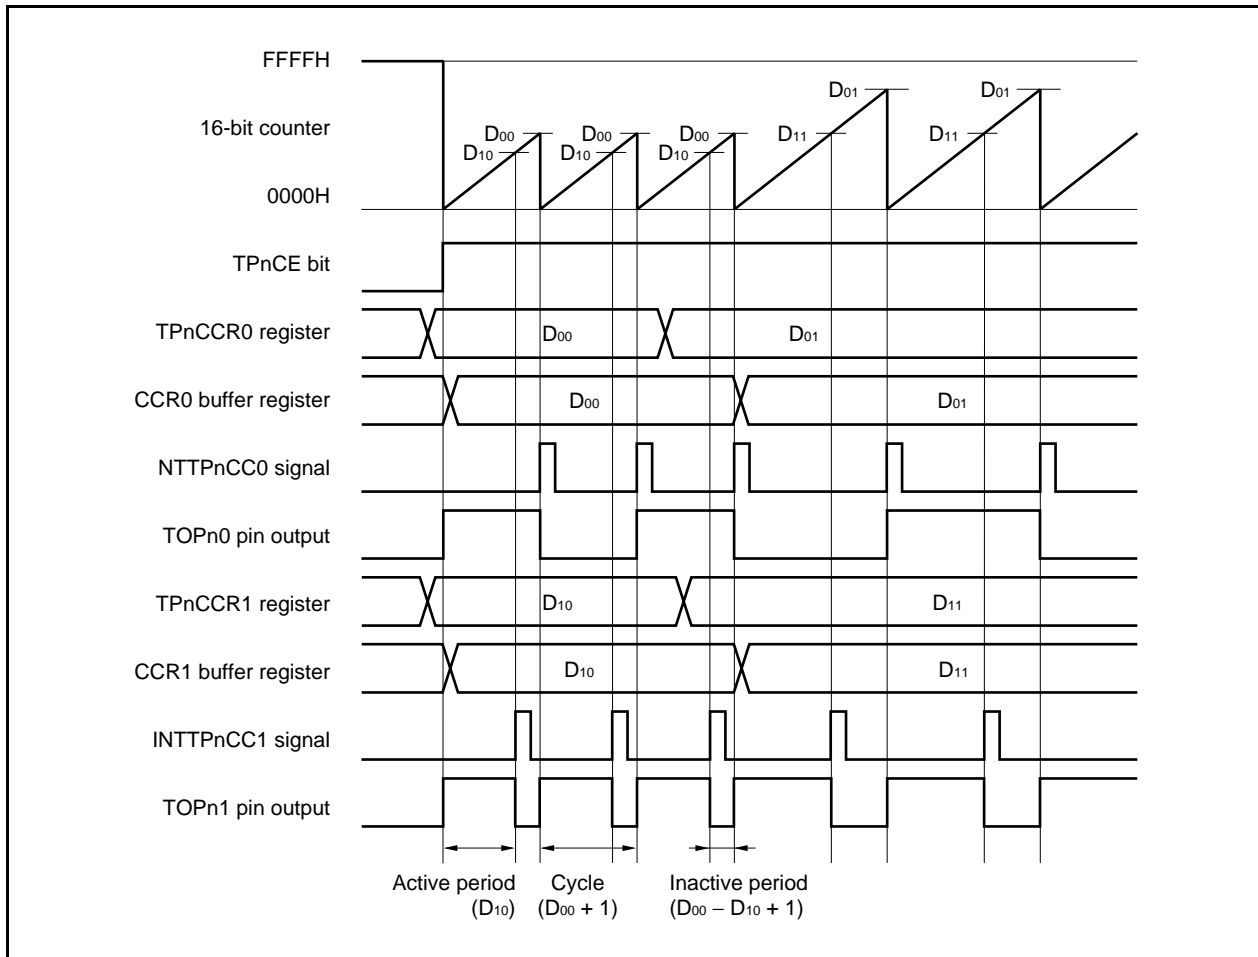 FFFFH
D01 D01
16-bit counter D00 D00 D00 D11 D11
D10 D10 D10
0000H
TPnCE bit
TPnCCR0 register D00 D01
CCR0 buffer register D00 D01
NTTPnCC0 signal
TOPn0 pin output
TPnCCR1 register D10 D11
CCR1 buffer register D10 D11
INTTPnCC1 signal
TOPn1 pin output
Active period Cycle Inactive period
(D10) (D00 + 1) (D00 − D10 + 1)